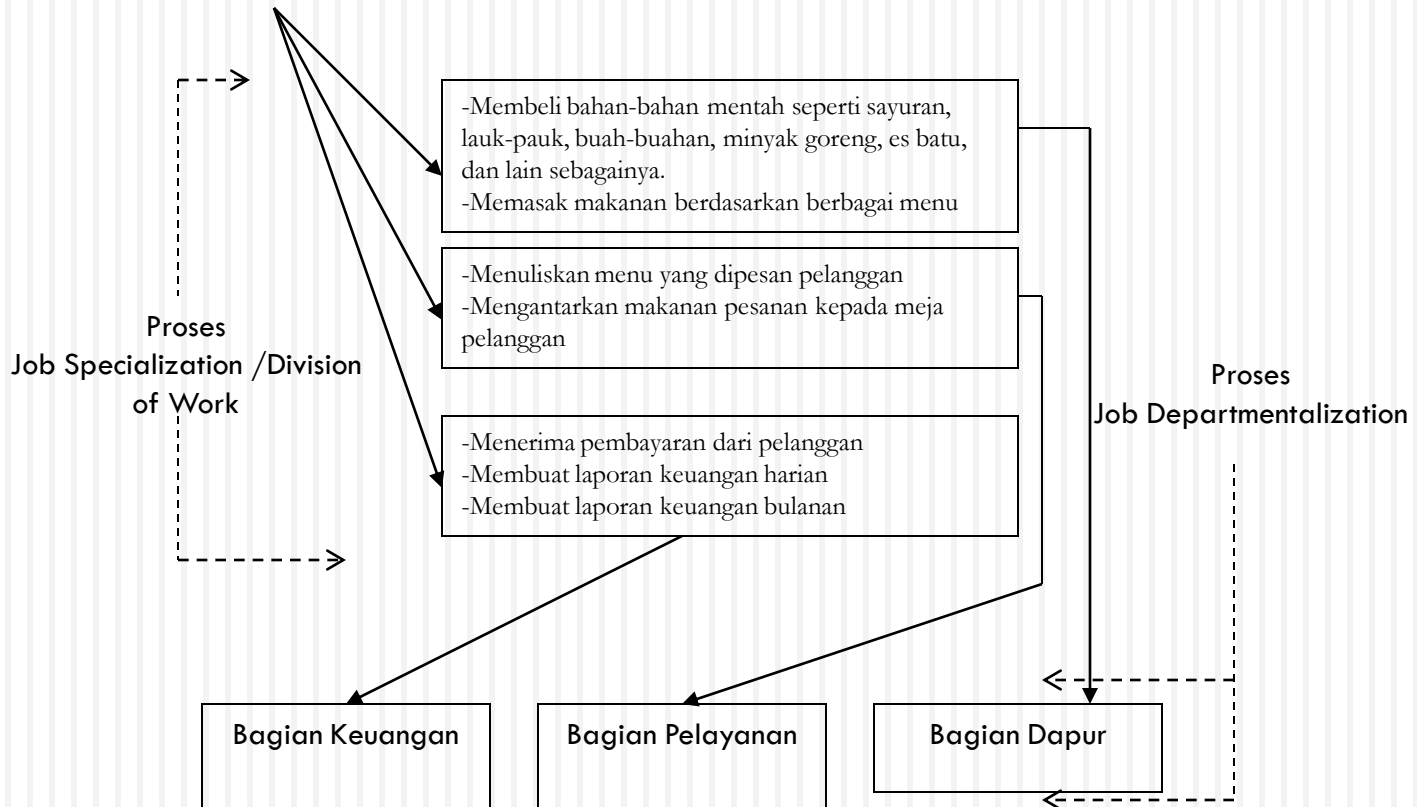 -Membeli bahan-bahan mentah seperti sayuran,
lauk-pauk, buah-buahan, minyak goreng, es batu,
dan lain sebagainya.
-Memasak makanan berdasarkan berbagai menu
-Menuliskan menu yang dipesan pelanggan
-Mengantarkan makanan pesanan kepada meja
pelanggan
Proses
Job Specialization /Division
of Work
Proses
Job Departmentalization
-Menerima pembayaran dari pelanggan
-Membuat laporan keuangan harian
-Membuat laporan keuangan bulanan
Bagian Keuangan
Bagian Pelayanan
Bagian Dapur